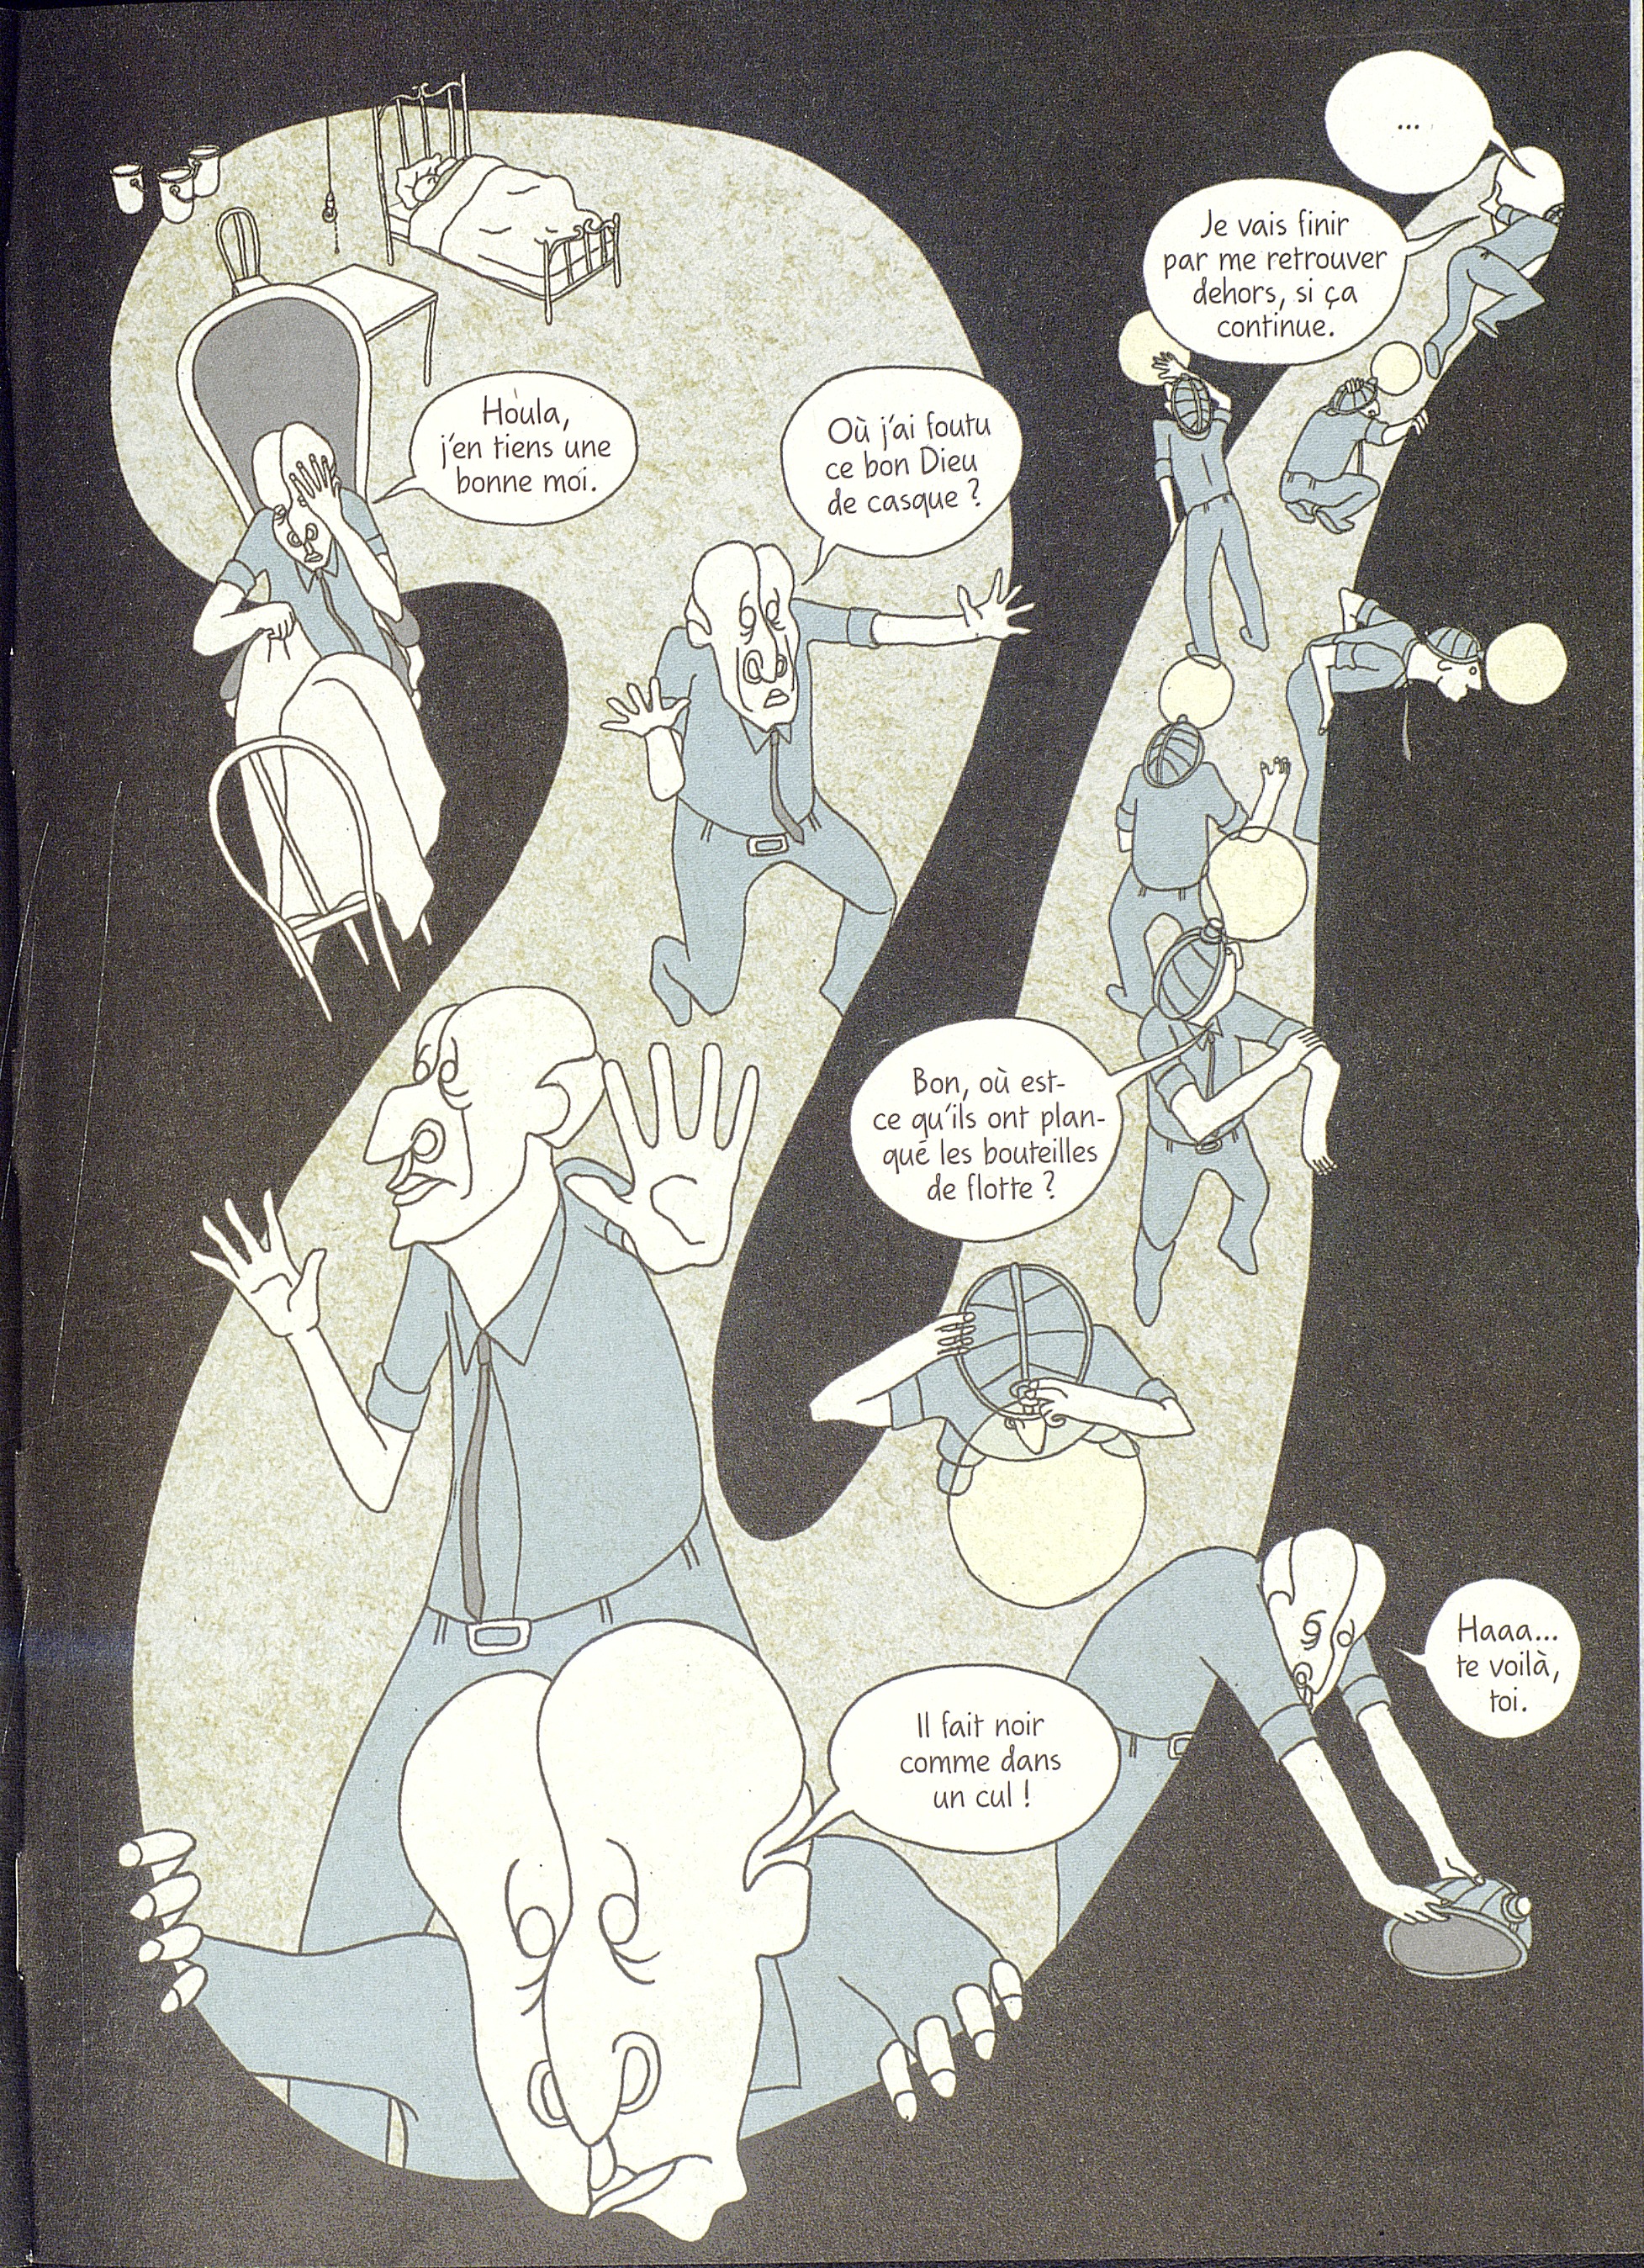 Houla,
j'en tiens une
bonne moi.
Où j'ai foutu
ce bon Dieu
de casque ?
Il fait noir
comme dans
un cul !
Haaa...
te voilà,
toi.
Bon, où est-
ce qu'ils ont plan-
qué les bouteilles
de flotte ?
Je vais finir
par me retrouver
dehors, si ça
continue.
...